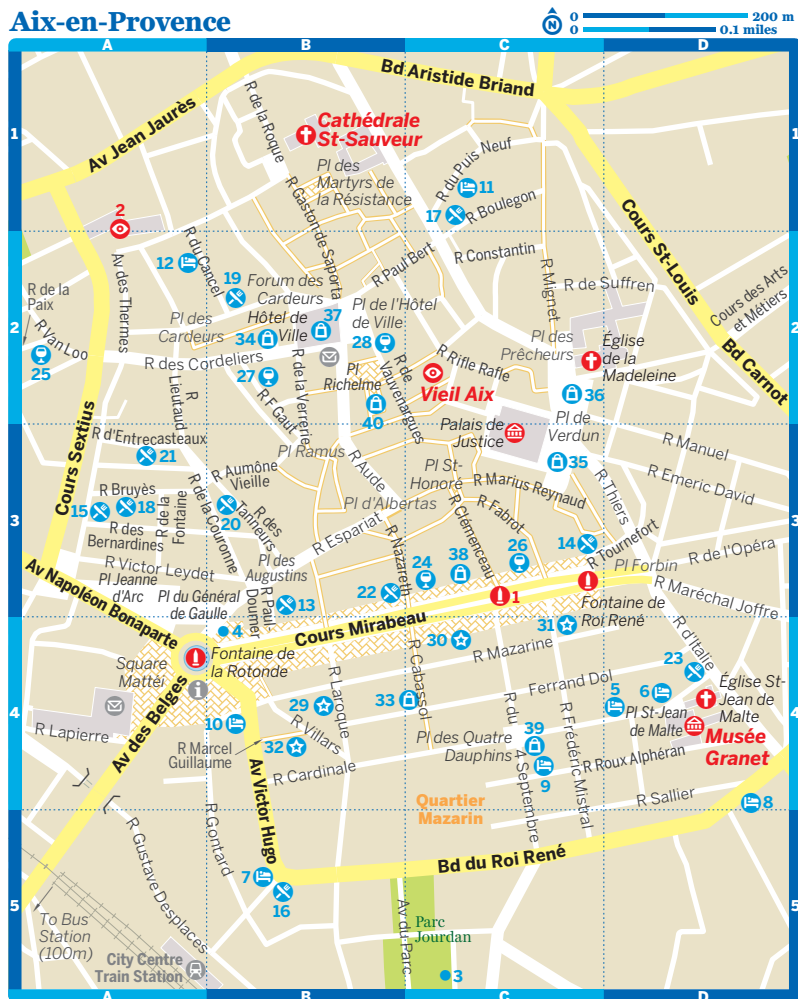 Aix-en-Provence
N
0 200 m
0 0.1 miles
A B C D
Bd Aristide Briand
Av Jean Jaurès
R de la Roque
Cathédrale
St-Sauveur
1 1
Pl des
Martyrs de
la Résistance
R du Puis Neuf
11
17
R Boulegon
2
R Gaston de Saporta
Cours St-Louis
12
R du Cancel
R Paul Bert
R Constantin
R Mignet
R de Suffren
Cours des Arts
et Métiers
19
Forum des
Cardeurs
R de la
Paix
Av des Thermes
Pl des
Cardeurs
Hôtel de
Ville
37
Pl de l'Hôtel
de Ville
2 2
R Van Loo
25
34
28
Pl des
Prêcheurs
Église
de la
Madeleine
Bd Carnot
R des Cordeliers
27
R de la Verrerie
Pl
Richelme
R de
Vauvenargues
R Rifle Rafle
Vieil Aix
36
R
Lieutaud
R F Gault
40
Palais de
Justice
Pl de
Verdun
Cours Sextius
R d'Entrecasteaux
21
R Aumône
Vieille
Pl Ramus
R Aude
Pl St-
Honoré
35
R Manuel
R Emeric David
R Marius Reynaud
R Thiers
R Bruyès
15
18
R de la
Fontaine
R de la Couronne
20
R des
Tanneurs
Pl d'Albertas
R Clémenceau
R Fabrot
3 3
R des
Bernardines
R Espariat
R Nazareth
24
38
26
14
R Tournefort
R de l'Opéra
Av Napoléon Bonaparte
R Victor Leydet
Pl Jeanne
d'Arc
Pl du Général
de Gaulle
Pl des
Augustins
R Paul-
Doumer
13
22
Pl Forbin
R Maréchal Joffre
1
Fontaine de
Roi René
4
Cours Mirabeau
30
31
R Mazarine
R d'Italie
Square
Mattéi
Fontaine de
la Rotonde
R Laroque
R Cabassol
23
Ferrand Dol
Église St-
Jean de
Malte
4 4
R Lapierre
Av des Belges
10
29
R Villars
33
R du
4 Septembre
R Frédéric Mistral
5
6
Pl St-Jean
de Malte
Musée
Granet
R Marcel
Guillaume
32
Pl des Quatre
Dauphins
39
9
R Roux Alphéran
R Cardinale
Av Victor Hugo
Quartier
Mazarin
R Sallier
8
R Gontard
R Gustave Desplaces
7
16
Bd du Roi René
5 5
To Bus
Station
(100m)
City Centre
Train Station
Av du Parc
Parc
Jourdan
3
A B C D